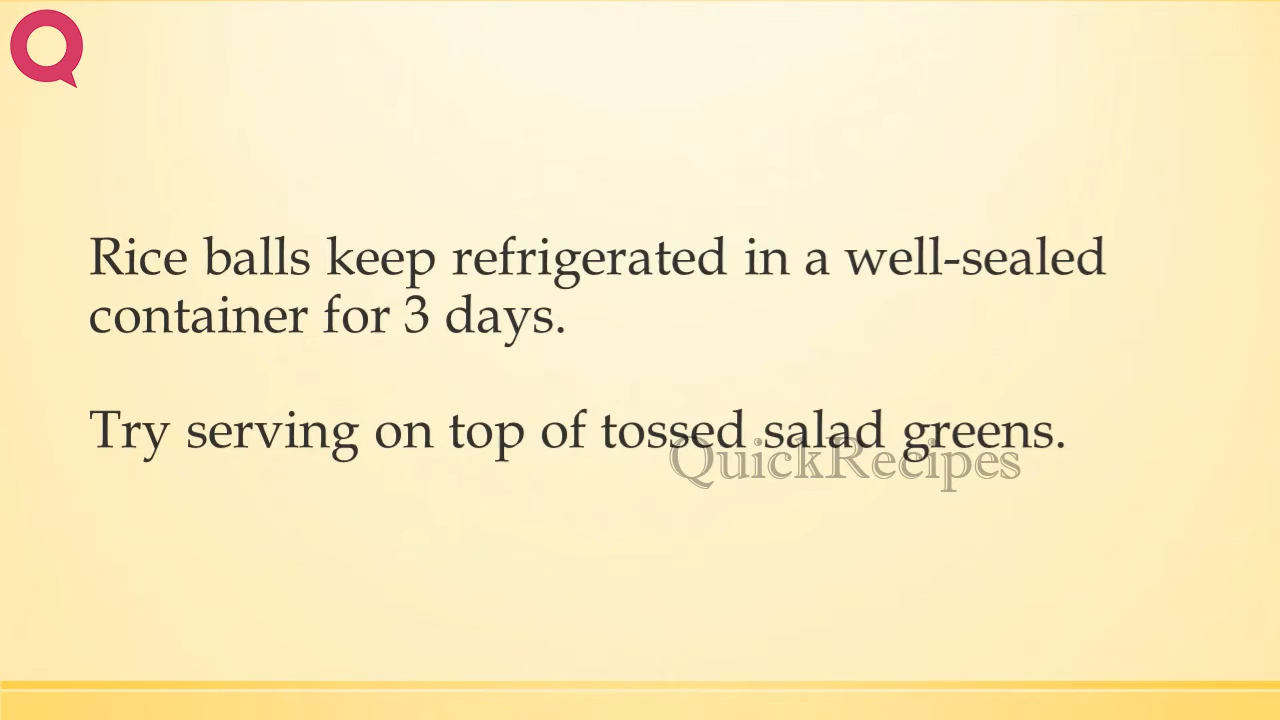 Rice balls keep refrigerated in a well-sealed
container for 3 days.
Try serving on top of tossed salad greens.
QuickRecipes